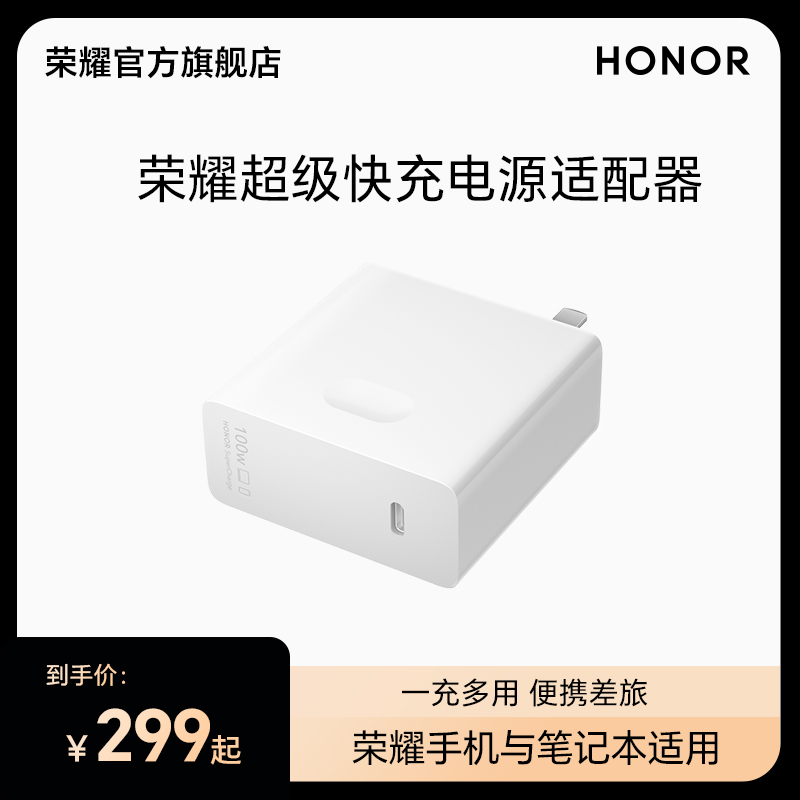 荣耀官方旗舰店
HONOR
荣耀超级快充电源适配器
100W
HONOR SuperCharge
到手价：
¥299起
一充多用 便携差旅
荣耀手机与笔记本适用